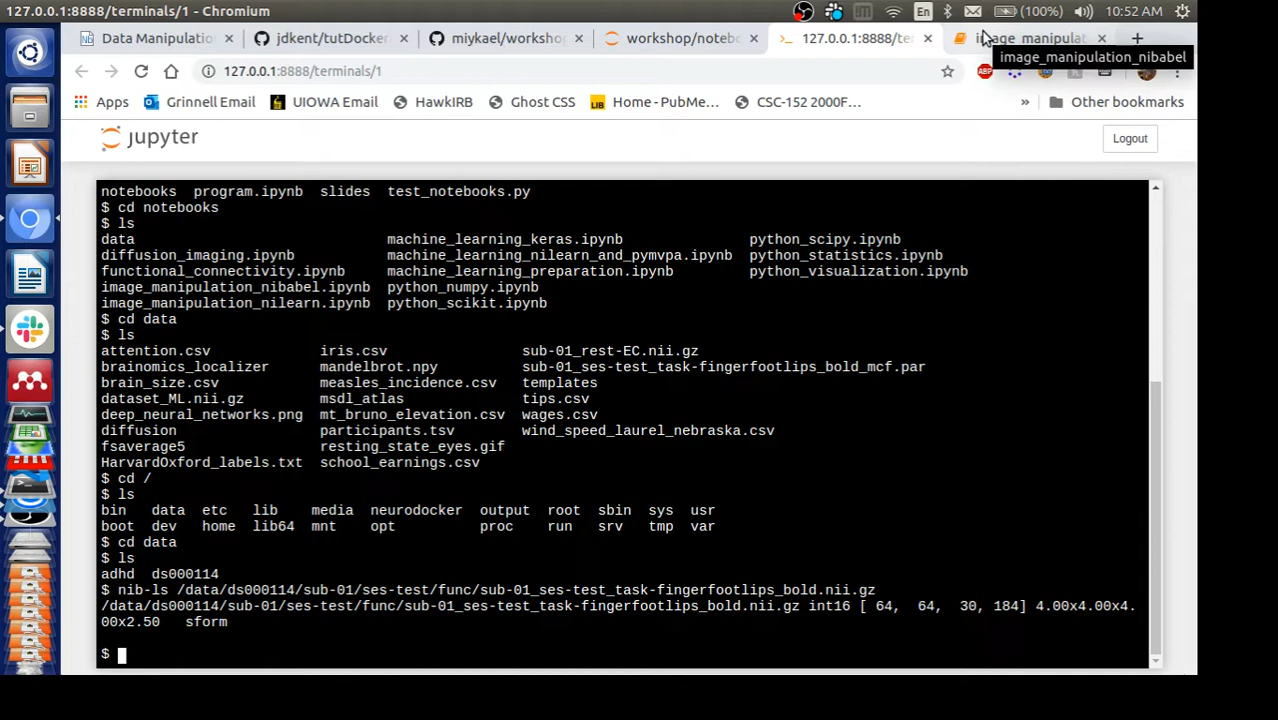 127.0.0.1:8888/terminals/1 - Chromium
En
(100%)
10:52 AM
Data Manipulatio
jdkent/tutDocker
miykael/workshop
workshop/noteb
127.0.0.1:8888/ter
image_manipulat
127.0.0.1:8888/terminals/1
ABP
image_manipulation_nibabel
Apps
Grinnell Email
UIOWA Email
HawkIRB
Ghost CSS
LIB
Home - PubMe...
CSC-152 2000F...
»
Other bookmarks
jupyter
Logout
notebooks program.ipynb slides test_notebooks.py
$ cd notebooks
$ ls
data machine_learning_keras.ipynb python_scipy.ipynb
diffusion_imaging.ipynb machine_learning_nilearn_and_pymvpa.ipynb python_statistics.ipynb
functional_connectivity.ipynb machine_learning_preparation.ipynb python_visualization.ipynb
image_manipulation_nibabel.ipynb python_numpy.ipynb
image_manipulation_nilearn.ipynb python_scikit.ipynb
$ cd data
$ ls
attention.csv iris.csv sub-01_rest-EC.nii.gz
brainomics_localizer mandelbrot.npy sub-01_ses-test_task-fingerfootlips_bold_mcf.par
brain_size.csv measles_incidence.csv templates
dataset_ML.nii.gz msdl_atlas tips.csv
deep_neural_networks.png mt_bruno_elevation.csv wages.csv
diffusion participants.tsv wind_speed_laurel_nebraska.csv
fsaverage5 resting_state_eyes.gif
HarvardOxford_labels.txt school_earnings.csv
$ cd /
$ ls
bin data etc lib media neurodocker output root sbin sys usr
boot dev home lib64 mnt opt proc run srv tmp var
$ cd data
$ ls
adhd ds000114
$ nib-ls /data/ds000114/sub-01/ses-test/func/sub-01_ses-test_task-fingerfootlips_bold.nii.gz
/data/ds000114/sub-01/ses-test/func/sub-01_ses-test_task-fingerfootlips_bold.nii.gz int16 [ 64, 64, 30, 184] 4.00x4.00x4.
00x2.50 sform
$